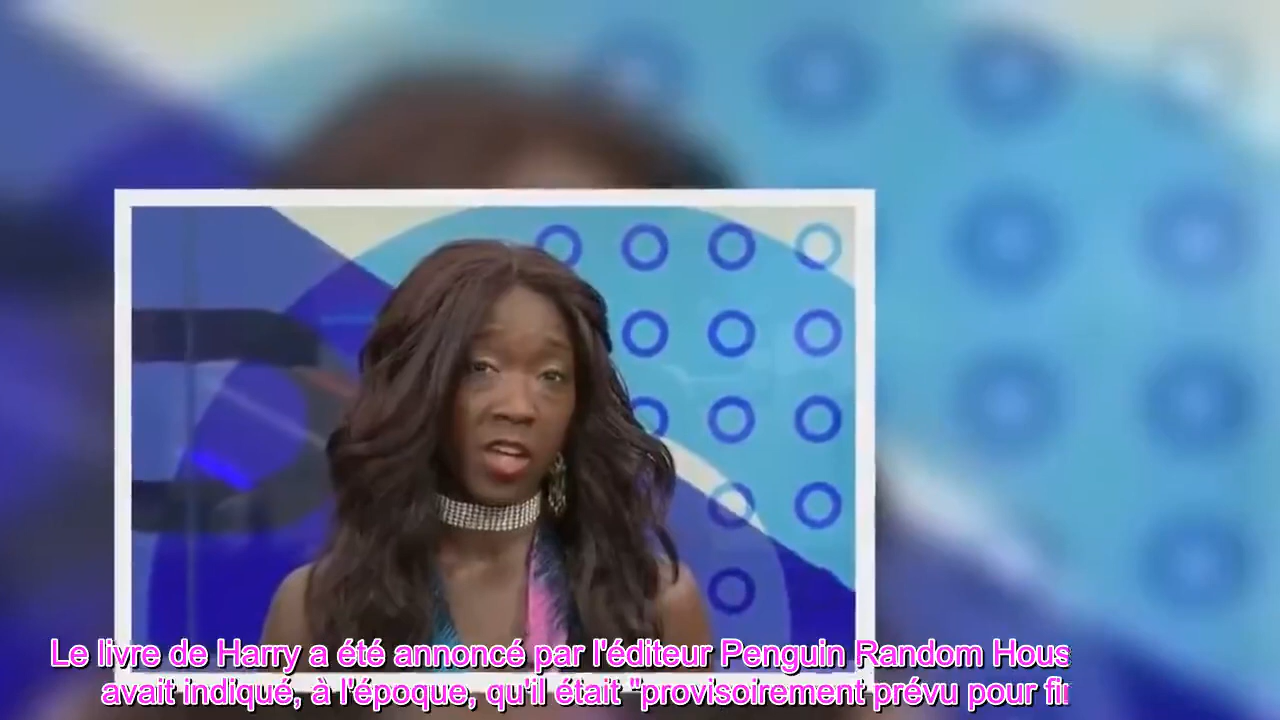 Le livre de Harry a été annoncé par l'éditeur Penguin Random
avait indiqué, à l'époque, qu'il était "provisoirement prévu pour